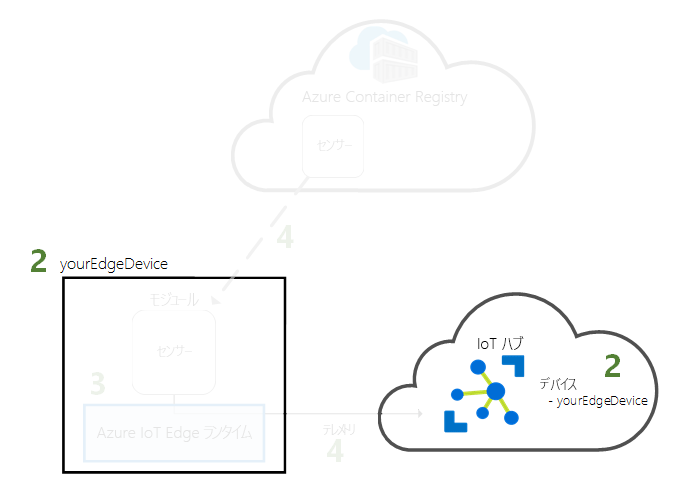 Azure Container Registry
センサー
4
2 yourEdgeDevice
モジュール
センサー
3
Azure IoT Edge ランタイム
テレメトリ
4
IoT ハブ
デバイス
- yourEdgeDevice
2